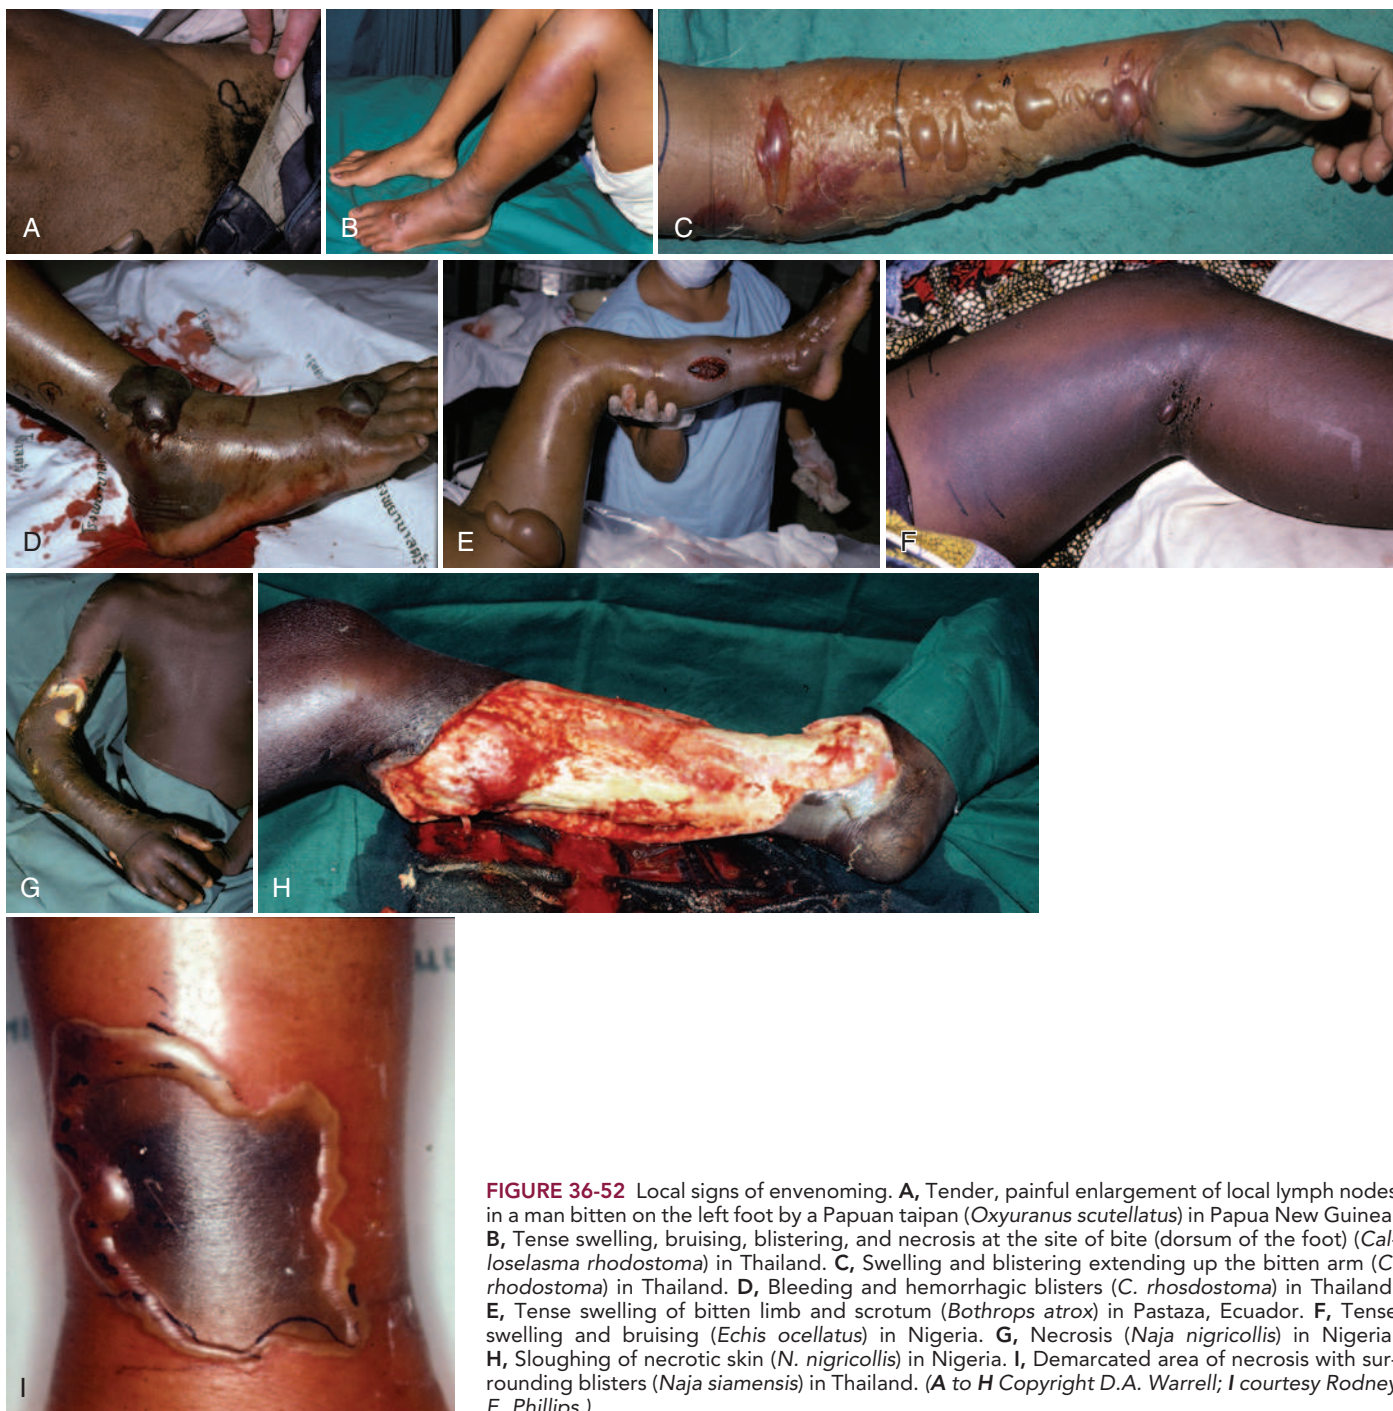 A
B
C
D
E
F
G
H
I
FIGURE 36-52 Local signs of envenoming. A, Tender, painful enlargement of local lymph nodes
in a man bitten on the left foot by a Papuan taipan (Oxyuranus scutellatus) in Papua New Guinea
B, Tense swelling, bruising, blistering, and necrosis at the site of bite (dorsum of the foot) (Cal-
loselasma rhodostoma) in Thailand. C, Swelling and blistering extending up the bitten arm (C.
rhodostoma) in Thailand. D, Bleeding and hemorrhagic blisters (C. rhosdostoma) in Thailand
E, Tense swelling of bitten limb and scrotum (Bothrops atrox) in Pastaza, Ecuador. F, Tense
swelling and bruising (Echis ocellatus) in Nigeria. G, Necrosis (Naja nigricollis) in Nigeria
H, Sloughing of necrotic skin (N. nigricollis) in Nigeria. I, Demarcated area of necrosis with sur-
rounding blisters (Naja siamensis) in Thailand. (A to H Copyright D.A. Warrell; I courtesy Rodney
E. Phillips.)